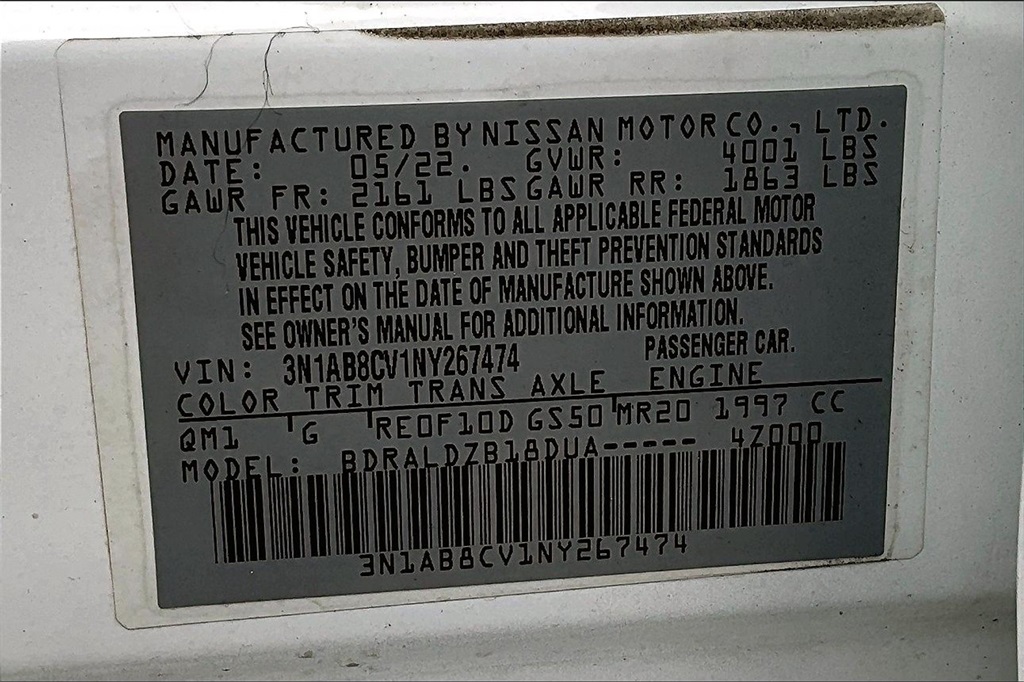 MANUFACTURED BY NISSAN MOTOR CO., LTD.
DATE: 05/22. GVWR: 4001 LBS
GAWR FR: 2161 LBS GAWR RR: 1863 LBS
THIS VEHICLE CONFORMS TO ALL APPLICABLE FEDERAL MOTOR
VEHICLE SAFETY, BUMPER AND THEFT PREVENTION STANDARDS
IN EFFECT ON THE DATE OF MANUFACTURE SHOWN ABOVE.
SEE OWNER'S MANUAL FOR ADDITIONAL INFORMATION.
VIN: 3N1AB8CV1NY267474 PASSENGER CAR.
COLOR TRIM TRANS AXLE ENGINE
QM1 G RE0F10D GS50 MR20 1997 CC
MODEL: BDRALDZB18DUA----- 4Z000
3N1AB8CV1NY267474